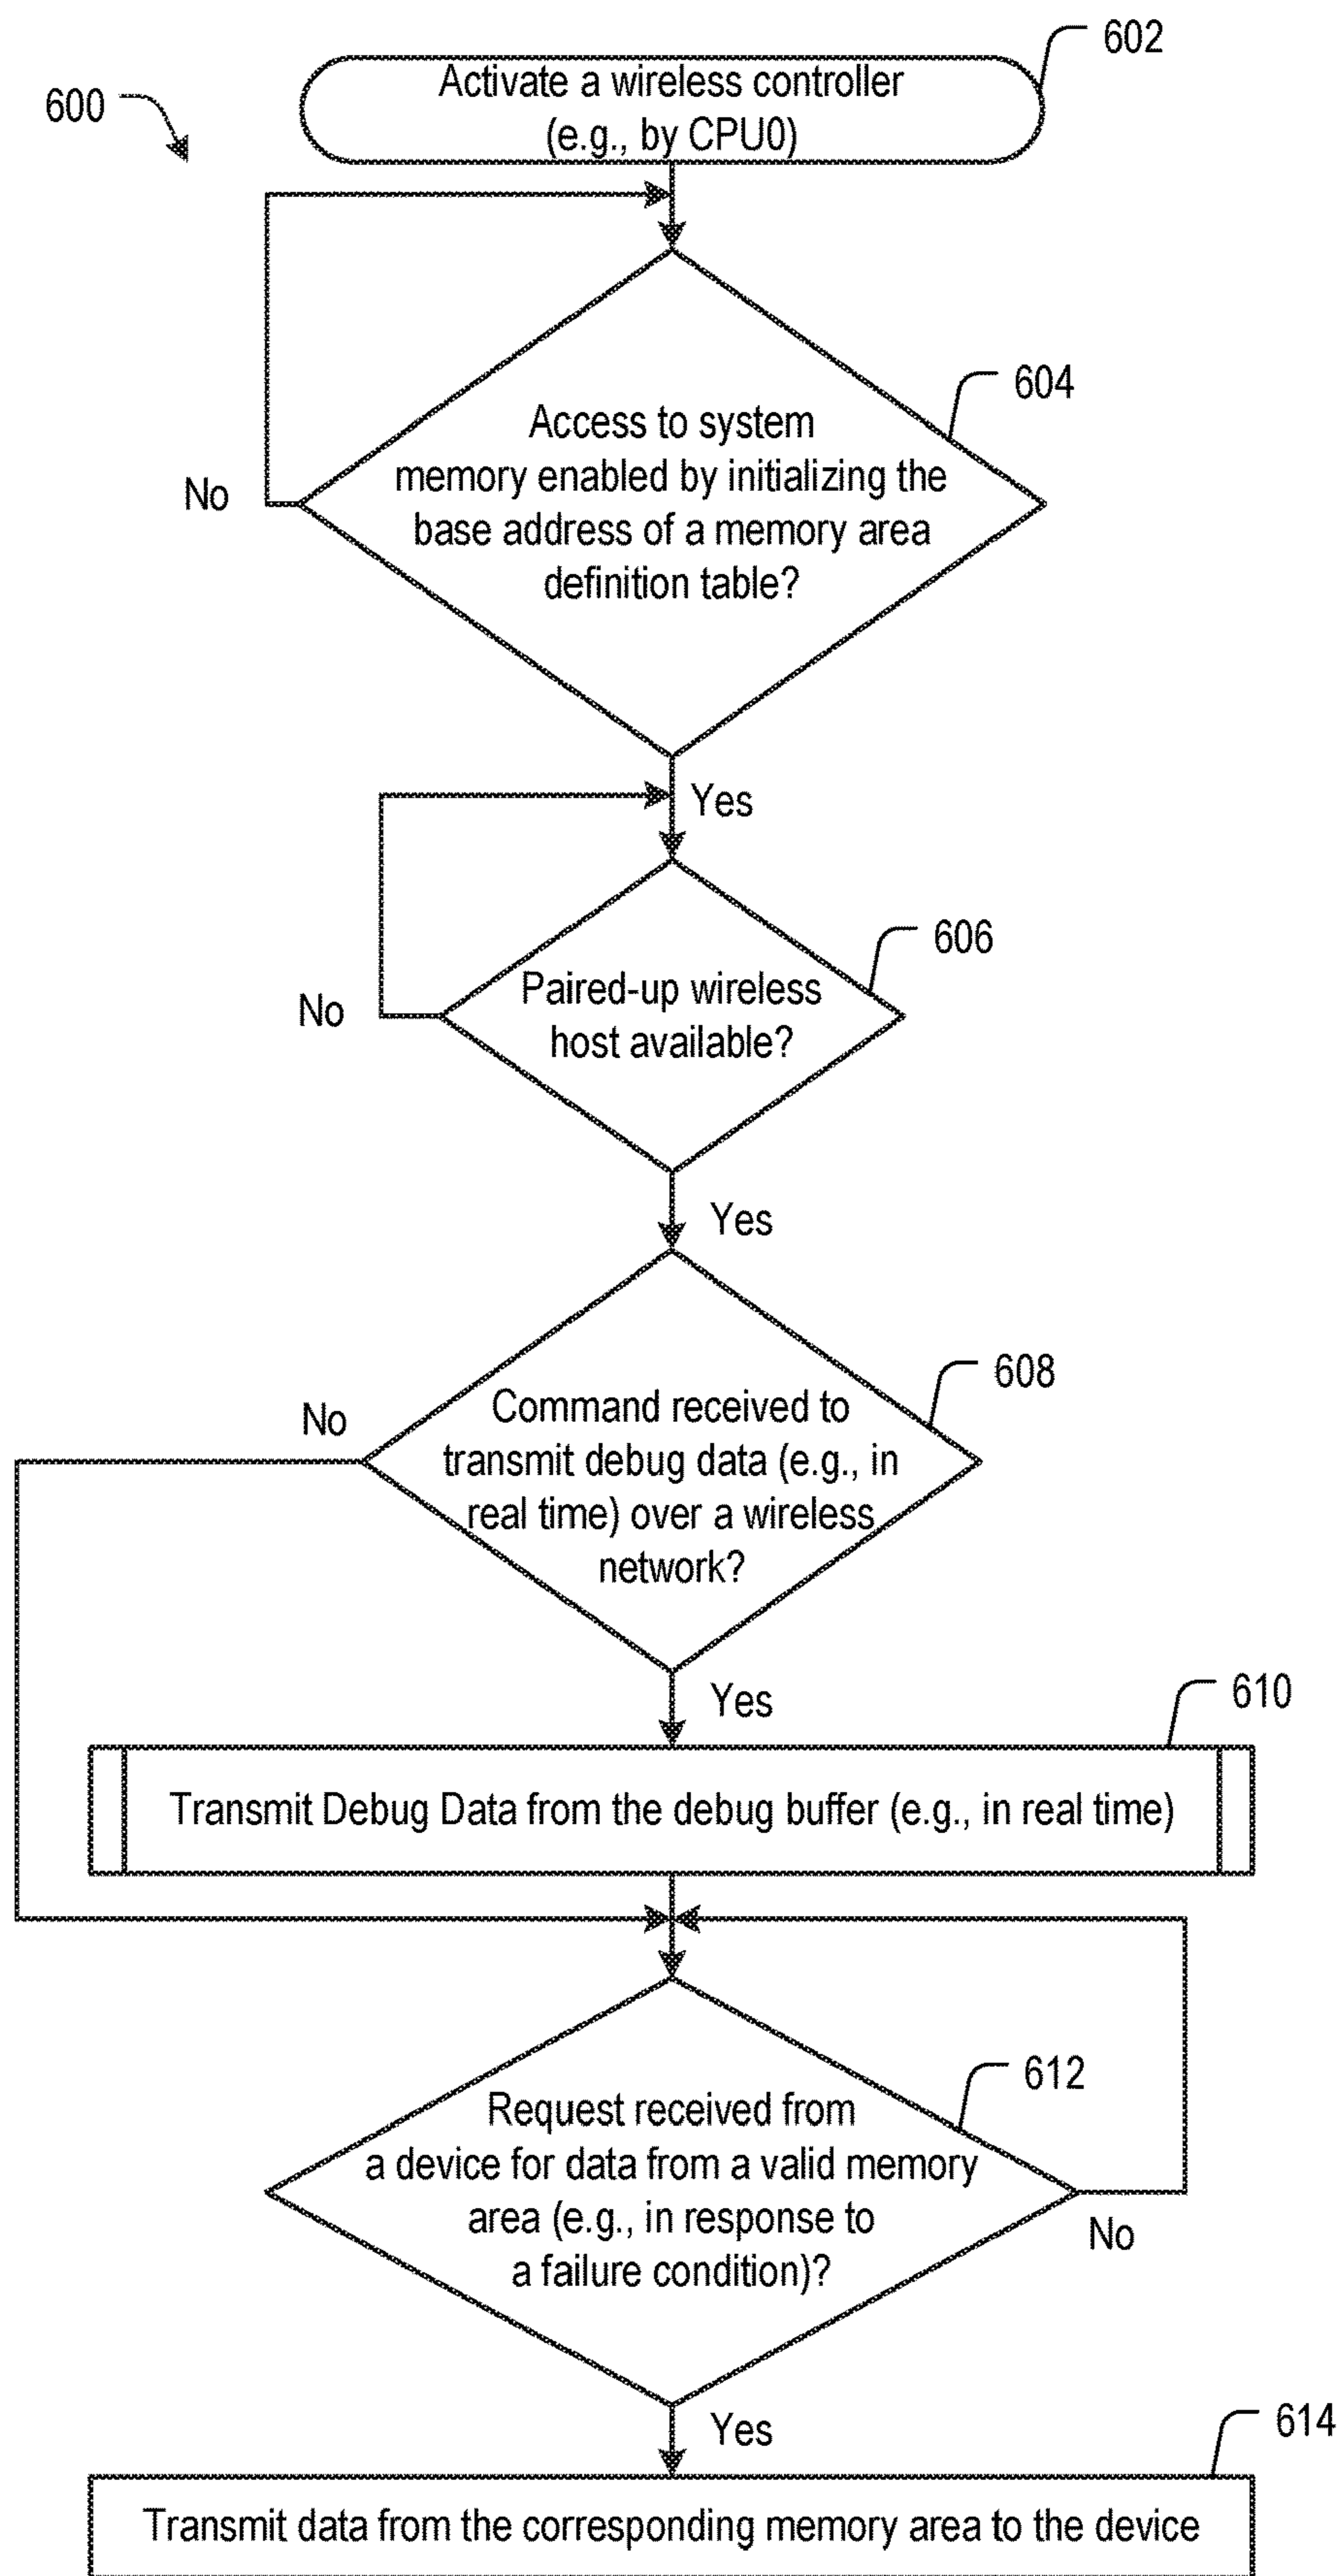 602
Activate a wireless controller
(e.g., by CPU0)
600
604
Access to system
memory enabled by initializing the
base address of a memory area
definition table?
No
Yes
606
Paired-up wireless
host available?
No
Yes
608
Command received to
transmit debug data (e.g., in
real time) over a wireless
network?
No
Yes
610
Transmit Debug Data from the debug buffer (e.g., in real time)
612
Request received from
a device for data from a valid memory
area (e.g., in response to
a failure condition)?
No
Yes
614
Transmit data from the corresponding memory area to the device